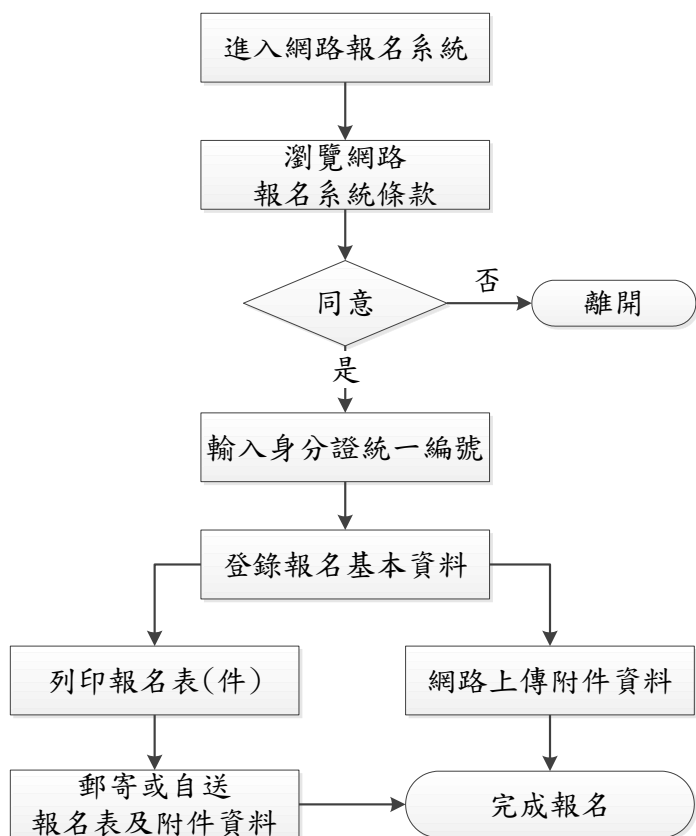 進入網路報名系統
瀏覽網路
報名系統條款
同意
否
離開
是
輸入身分證統一編號
登錄報名基本資料
列印報名表(件)
網路上傳附件資料
郵寄或自送
報名表及附件資料
完成報名